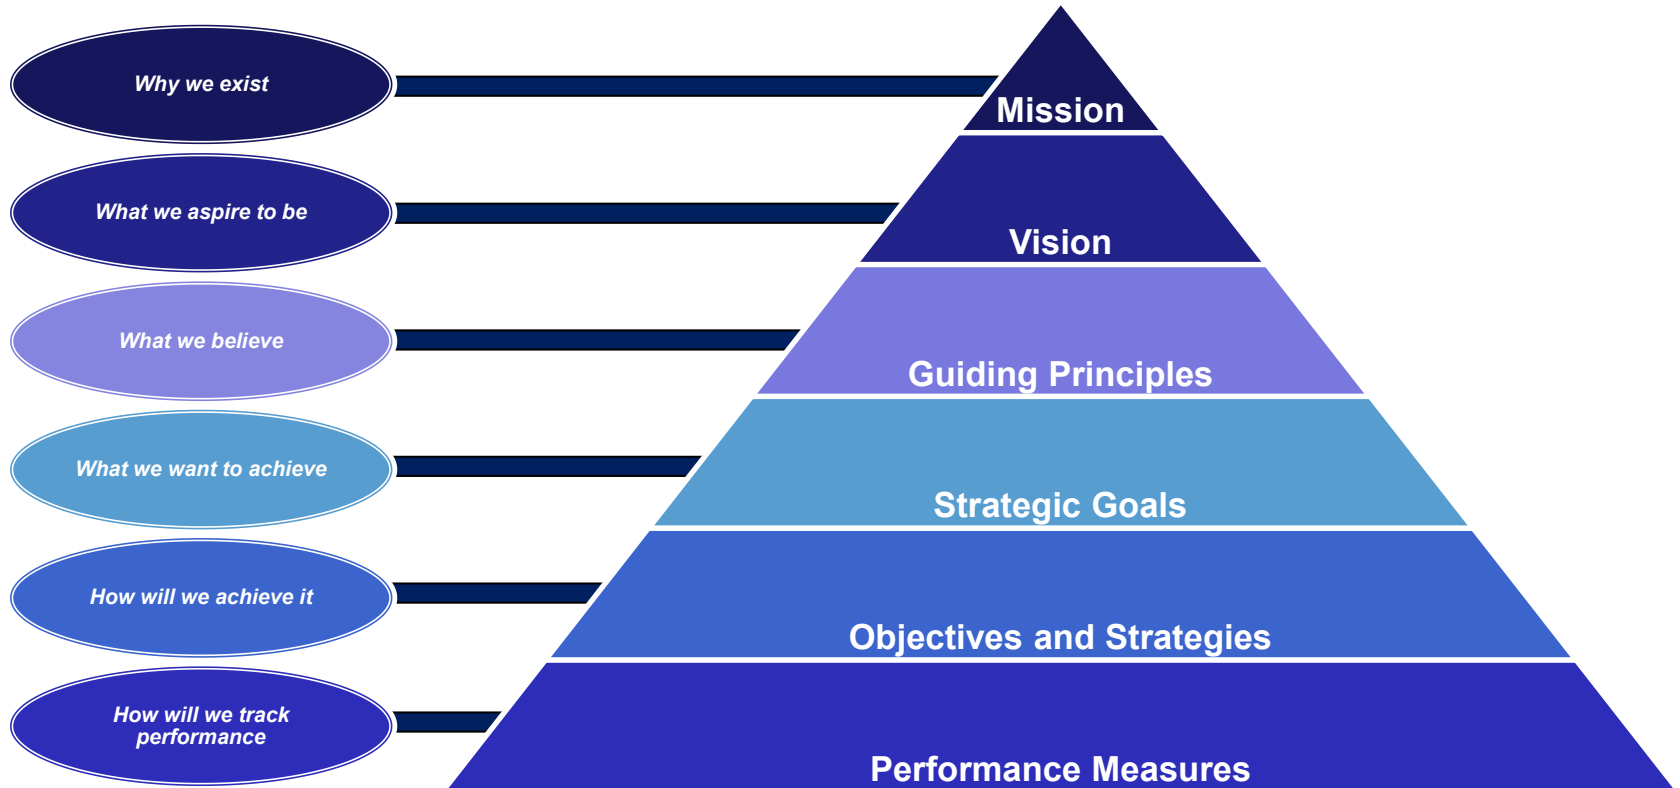 Why we exist
Mission
What we aspire to be
Vision
What we believe
Guiding Principles
What we want to achieve
Strategic Goals
How will we achieve it
Objectives and Strategies
How will we track
performance
Performance Measures